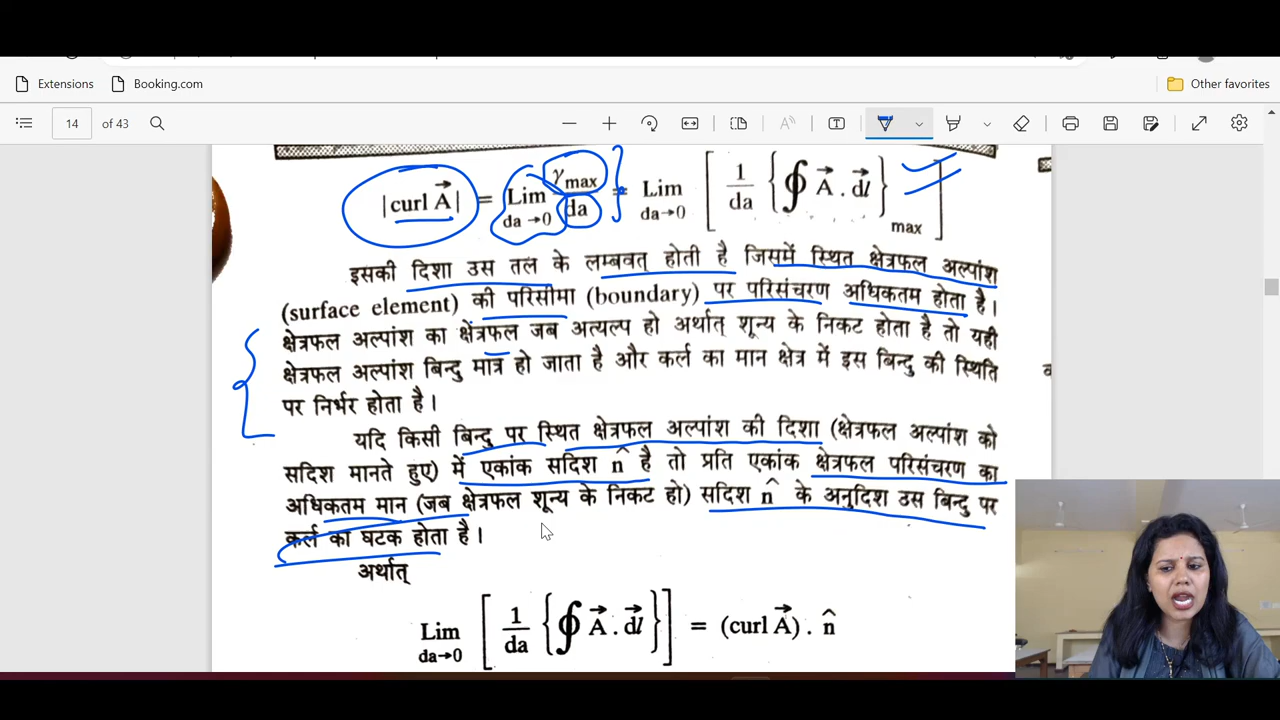 Extensions Booking.com Other favorites
14 of 43
|curl A⃗| = Lim da→0 γmax/da = Lim da→0 [ 1/da { ∮ A⃗ . dl⃗ } max ]
इसकी दिशा उस तल के लम्बवत् होती है जिसमें स्थित क्षेत्रफल अल्पांश
(surface element) की परिसीमा (boundary) पर परिसंचरण अधिकतम होता है।
क्षेत्रफल अल्पांश का क्षेत्रफल जब अत्यल्प हो अर्थात् शून्य के निकट होता है तो यही
क्षेत्रफल अल्पांश बिन्दु मात्र हो जाता है और कर्ल का मान क्षेत्र में इस बिन्दु की स्थिति
पर निर्भर होता है।
यदि किसी बिन्दु पर स्थित क्षेत्रफल अल्पांश की दिशा (क्षेत्रफल अल्पांश को
सदिश मानते हुए) में एकांक सदिश n̂ है तो प्रति एकांक क्षेत्रफल परिसंचरण का
अधिकतम मान (जब क्षेत्रफल शून्य के निकट हो) सदिश n̂ के अनुदिश उस बिन्दु पर
कर्ल का घटक होता है।
अर्थात्
Lim da→0 [ 1/da { ∮ A⃗ . dl⃗ } ] = (curl A⃗) . n̂